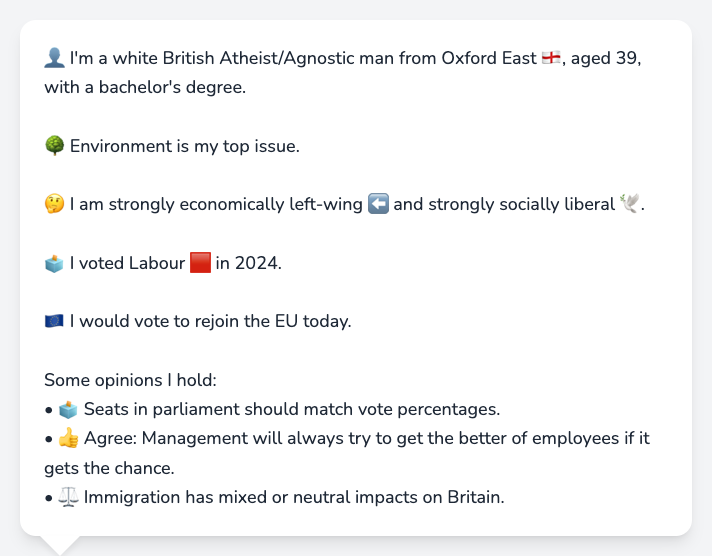 👤 I'm a white British Atheist/Agnostic man from Oxford East 🏴󠁧󠁢󠁥󠁮󠁧󠁿, aged 39,
with a bachelor's degree.
🌳 Environment is my top issue.
🤔 I am strongly economically left-wing ⬅️ and strongly socially liberal 🕊️.
🗳️ I voted Labour 🟥 in 2024.
🇪🇺 I would vote to rejoin the EU today.
Some opinions I hold:
• 🗳️ Seats in parliament should match vote percentages.
• 👍 Agree: Management will always try to get the better of employees if it
gets the chance.
• ⚖️ Immigration has mixed or neutral impacts on Britain.